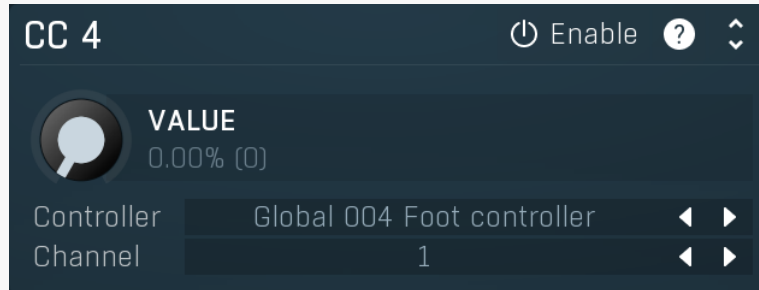 CC 4 Enable ?
VALUE
0.00% (0)
Controller Global 004 Foot controller
Channel 1